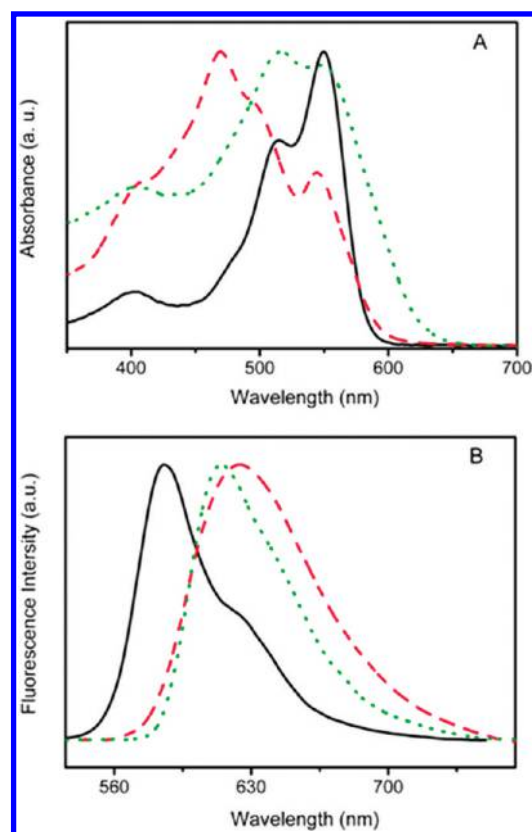 A
Absorbance (a. u.)
400 500 600 700
Wavelength (nm)
B
Fluorescence Intensity (a.u.)
560 630 700
Wavelength (nm)